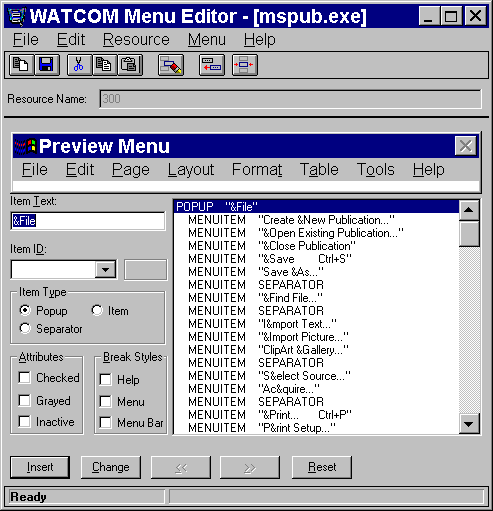 WATCOM Menu Editor - [mspub.exe]
File Edit Resource Menu Help
Resource Name: 300
Preview Menu
File Edit Page Layout Format Table Tools Help
Item Text:
&File
Item ID:
Item Type
Popup Item
Separator
Attributes
Checked
Grayed
Inactive
Break Styles
Help
Menu
Menu Bar
POPUP "&File"
MENUITEM "Create &New Publication..."
MENUITEM "&Open Existing Publication..."
MENUITEM "&Close Publication"
MENUITEM "&Save Ctrl+S"
MENUITEM "Save &As..."
MENUITEM SEPARATOR
MENUITEM "&Find File..."
MENUITEM SEPARATOR
MENUITEM "I&mport Text..."
MENUITEM "&Import Picture..."
MENUITEM "ClipArt &Gallery..."
MENUITEM SEPARATOR
MENUITEM "S&elect Source..."
MENUITEM "Ac&quire..."
MENUITEM SEPARATOR
MENUITEM "&Print... Ctrl+P"
MENUITEM "P&rint Setup..."
Insert Change << >> Reset
Ready